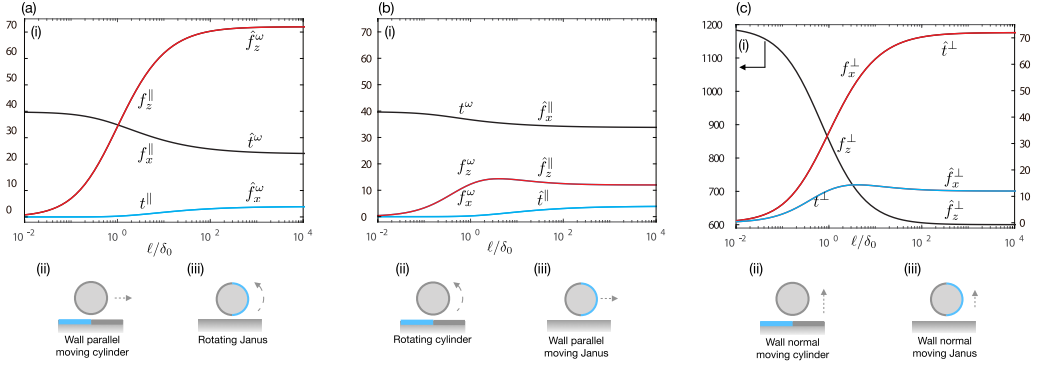 (a)
(i)
70
60
50
40
30
20
10
0
f̂_z^ω
f_z^∥
f_x^∥
t̂^ω
t^∥
f̂_x^ω
10^−2
10^0
10^2
10^4
ℓ/δ_0
(ii)
Wall parallel
moving cylinder
(iii)
Rotating Janus
(b)
(i)
70
60
50
40
30
20
10
0
t^ω
f̂_x^∥
f_z^ω
f̂_z^∥
f_x^ω
t̂^∥
10^−2
10^0
10^2
10^4
ℓ/δ_0
(ii)
Rotating cylinder
(iii)
Wall parallel
moving Janus
(c)
(i)
1200
1100
1000
900
800
700
600
70
60
50
40
30
20
10
0
f_x^⊥
t̂^⊥
f_z^⊥
f̂_x^⊥
t^⊥
f̂_z^⊥
10^−2
10^0
10^2
10^4
ℓ/δ_0
(ii)
Wall normal
moving cylinder
(iii)
Wall normal
moving Janus